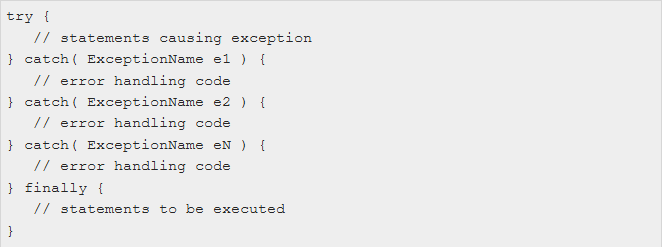 try {
   // statements causing exception
} catch( ExceptionName e1 ) {
   // error handling code
} catch( ExceptionName e2 ) {
   // error handling code
} catch( ExceptionName eN ) {
   // error handling code
} finally {
   // statements to be executed
}